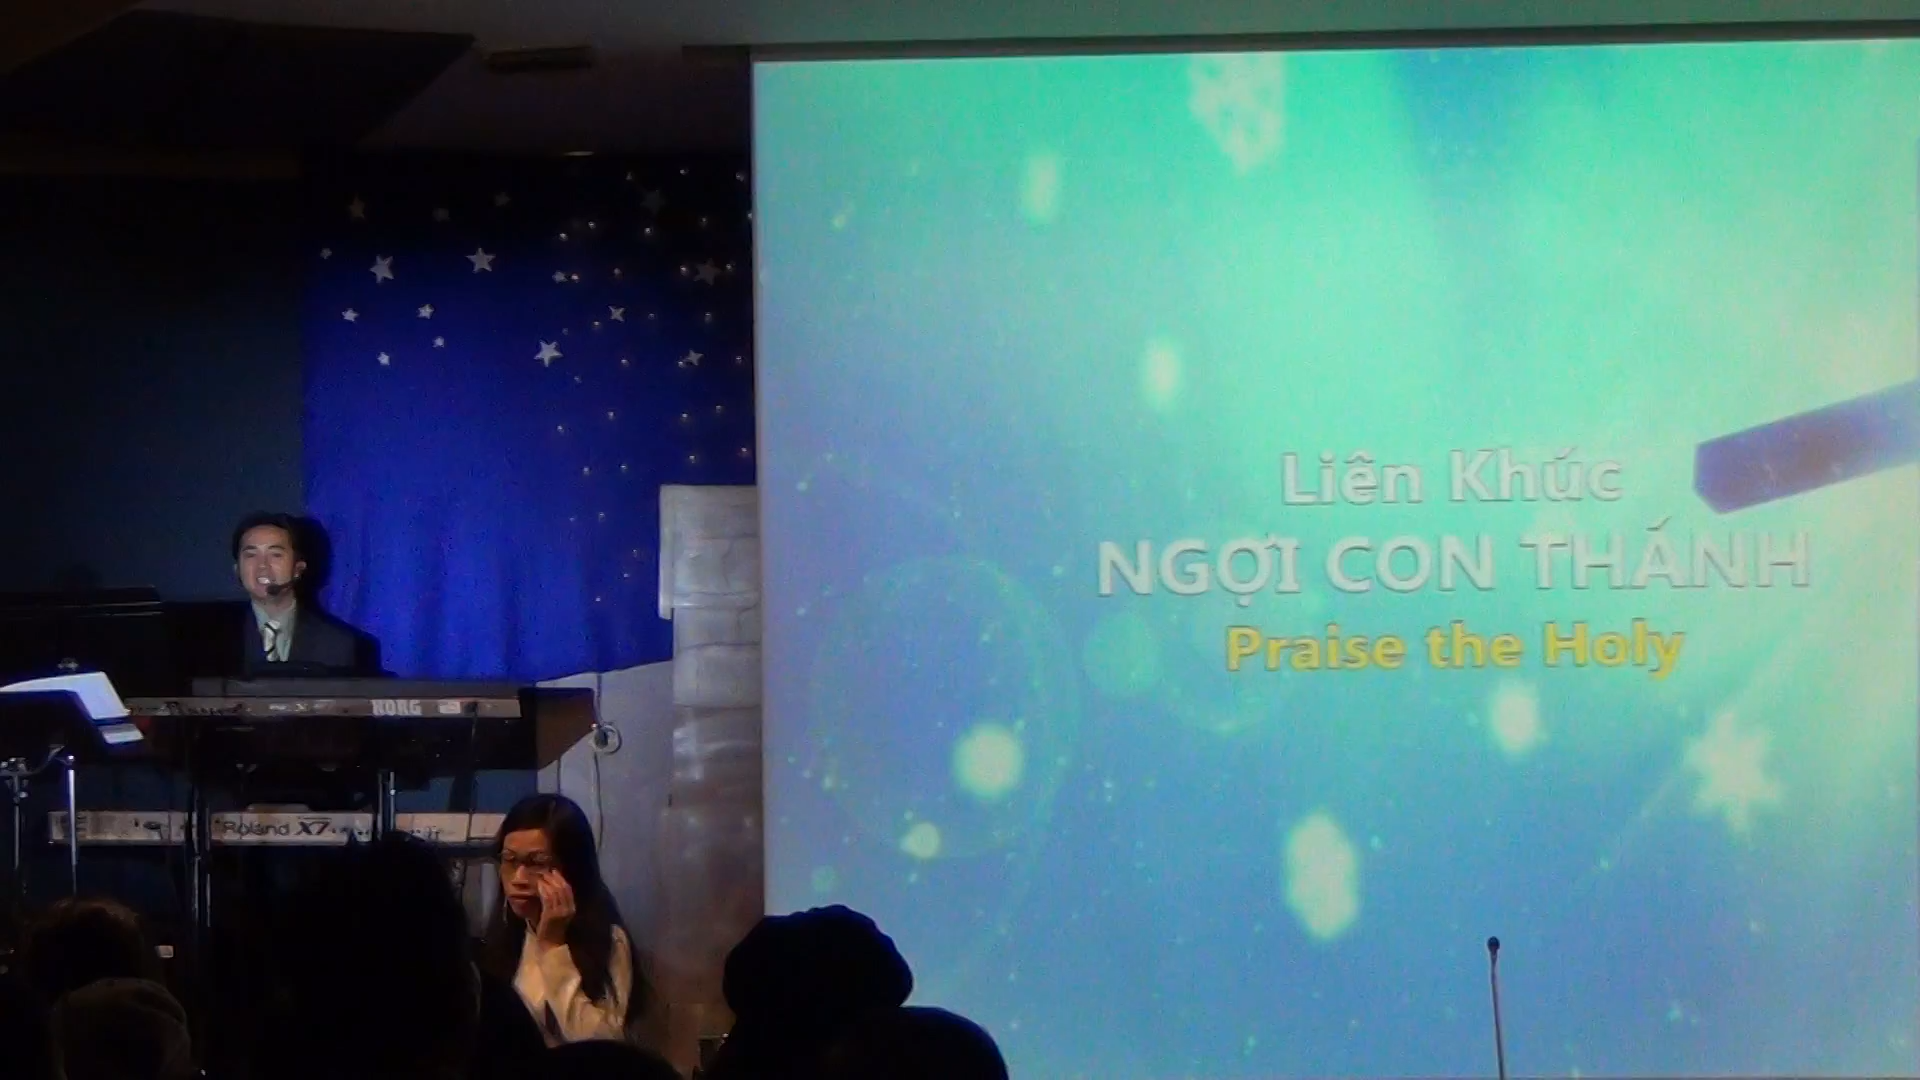 Liên Khúc
NGỢI CON THÁNH
Praise the Holy
KORG
Roland X7